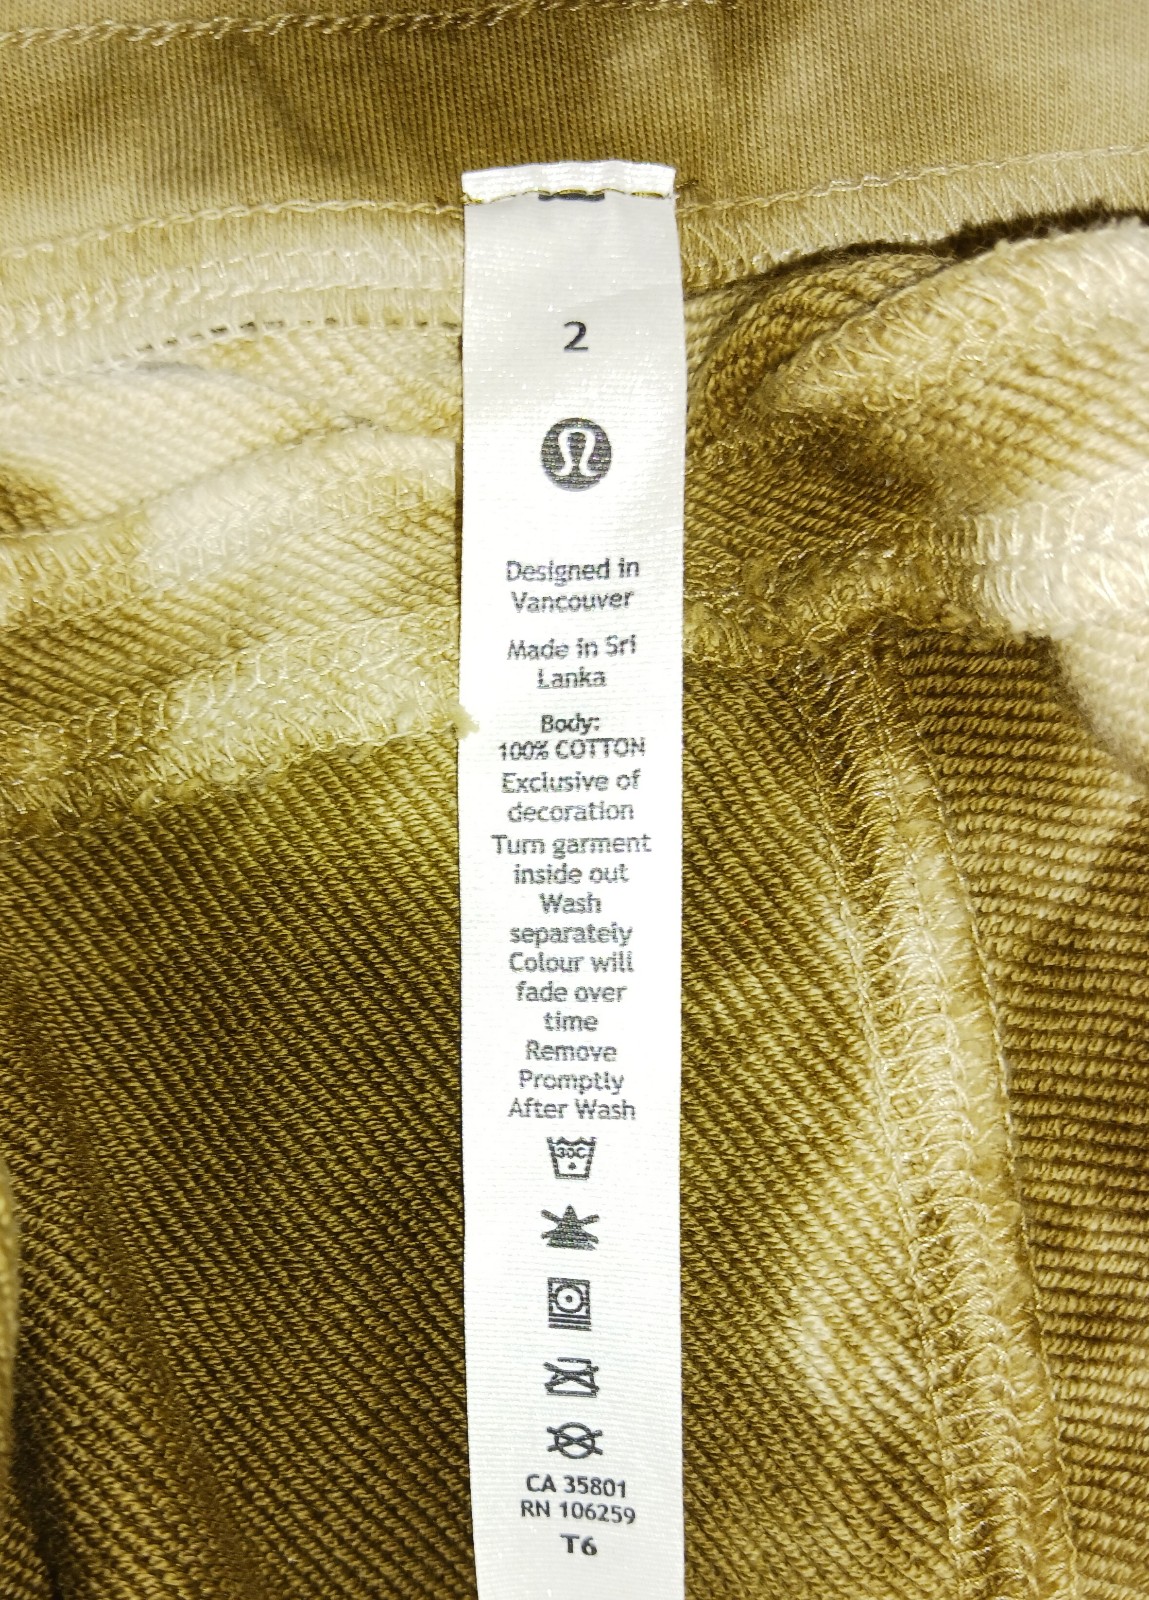 2
Designed in
Vancouver
Made in Sri
Lanka
Body:
100% COTTON
Exclusive of
decoration
Turn garment
inside out
Wash
separately
Colour will
fade over
time
Remove
Promptly
After Wash
30C
CA 35801
RN 106259
T6